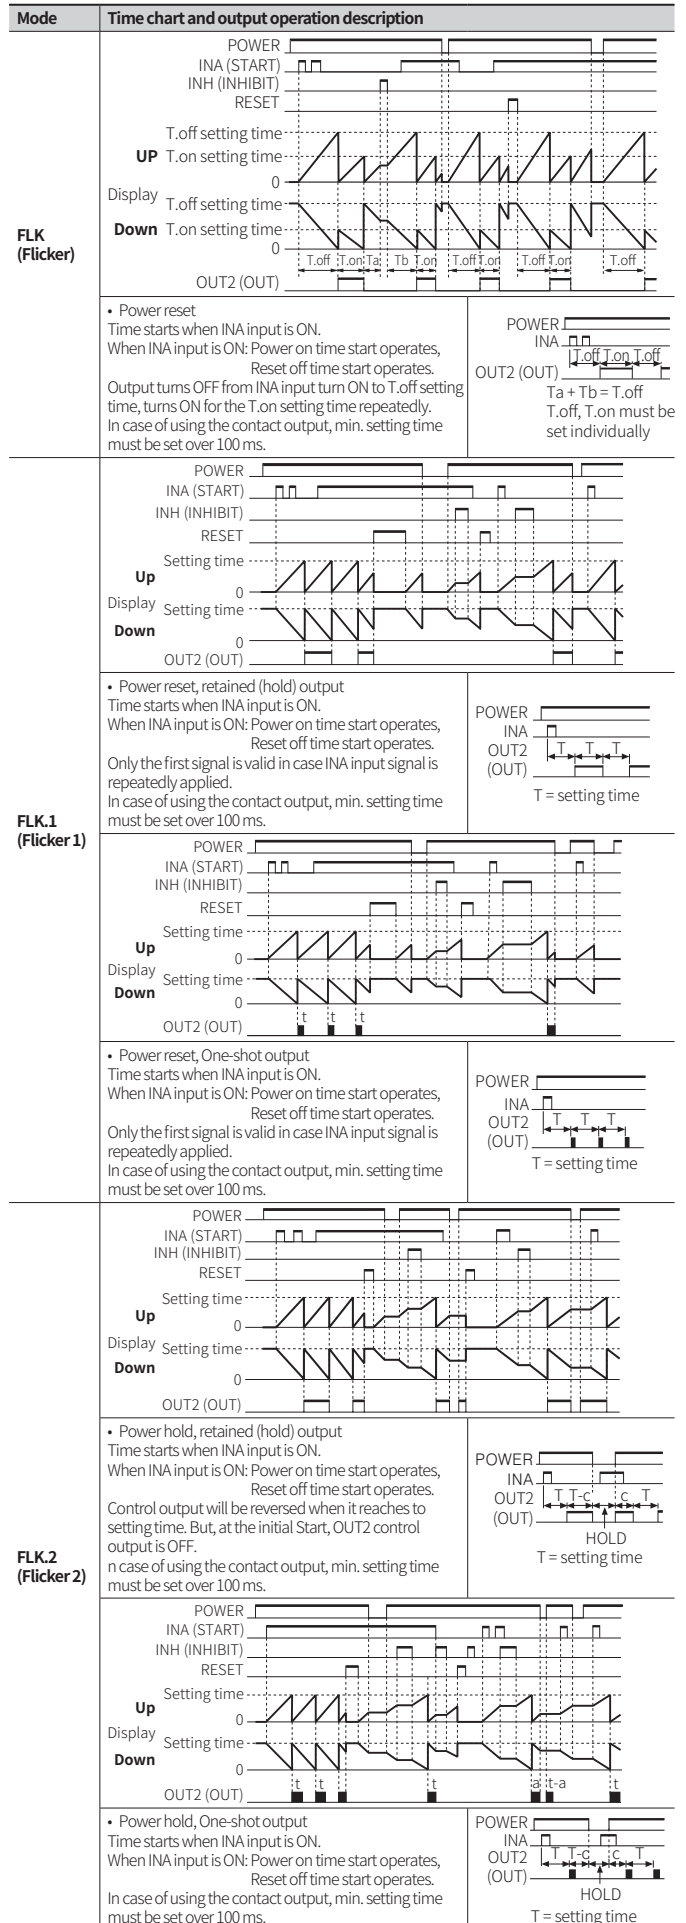 Mode Time chart and output operation description
FLK
(Flicker)
POWER
INA (START)
INH (INHIBIT)
RESET
T.off setting time
UP T.on setting time
0
Display
T.off setting time
Down T.on setting time
0
T.off T.on Ta Tb T.on T.off T.on T.off T.on T.off
OUT2 (OUT)
• Power reset
Time starts when INA input is ON.
When INA input is ON: Power on time start operates,
Reset off time start operates.
Output turns OFF from INA input turn ON to T.off setting
time, turns ON for the T.on setting time repeatedly.
In case of using the contact output, min. setting time
must be set over 100 ms.
POWER
INA
T.off T.on T.off
OUT2 (OUT)
Ta + Tb = T.off
T.off, T.on must be
set individually
FLK.1
(Flicker 1)
POWER
INA (START)
INH (INHIBIT)
RESET
Setting time
Up
0
Display
Setting time
Down
0
OUT2 (OUT)
• Power reset, retained (hold) output
Time starts when INA input is ON.
When INA input is ON: Power on time start operates,
Reset off time start operates.
Only the first signal is valid in case INA input signal is
repeatedly applied.
In case of using the contact output, min. setting time
must be set over 100 ms.
POWER
INA
OUT2 T T T
(OUT)
T = setting time
POWER
INA (START)
INH (INHIBIT)
RESET
Setting time
Up
0
Display
Setting time
Down
0
t t t
OUT2 (OUT)
• Power reset, One-shot output
Time starts when INA input is ON.
When INA input is ON: Power on time start operates,
Reset off time start operates.
Only the first signal is valid in case INA input signal is
repeatedly applied.
In case of using the contact output, min. setting time
must be set over 100 ms.
POWER
INA
OUT2 T T T
(OUT)
T = setting time
FLK.2
(Flicker 2)
POWER
INA (START)
INH (INHIBIT)
RESET
Setting time
Up
0
Display
Setting time
Down
0
OUT2 (OUT)
• Power hold, retained (hold) output
Time starts when INA input is ON.
When INA input is ON: Power on time start operates,
Reset off time start operates.
Control output will be reversed when it reaches to
setting time. But, at the initial Start, OUT2 control
output is OFF.
n case of using the contact output, min. setting time
must be set over 100 ms.
POWER
INA
OUT2 T T-c c T
(OUT)
HOLD
T = setting time
POWER
INA (START)
INH (INHIBIT)
RESET
Setting time
Up
0
Display
Setting time
Down
0
t t t a t-a t
OUT2 (OUT)
• Power hold, One-shot output
Time starts when INA input is ON.
When INA input is ON: Power on time start operates,
Reset off time start operates.
In case of using the contact output, min. setting time
must be set over 100 ms.
POWER
INA
OUT2 T T-c c T
(OUT)
HOLD
T = setting time